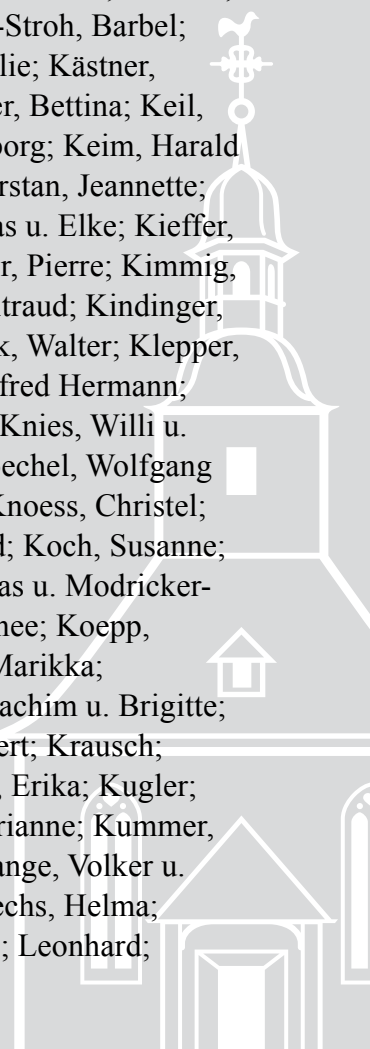 -Stroh, Barbel;
lie; Kästner,
er, Bettina; Keil,
borg; Keim, Harald
rstan, Jeannette;
as u. Elke; Kieffer,
r, Pierre; Kimmig,
traud; Kindinger,
k, Walter; Klepper,
fred Hermann;
Knies, Willi u.
echel, Wolfgang
Knoess, Christel;
d; Koch, Susanne;
as u. Modricker-
nee; Koepp,
Marikka;
achim u. Brigitte;
ert; Krausch;
, Erika; Kugler;
rianne; Kummer,
ange, Volker u.
echs, Helma;
; Leonhard;